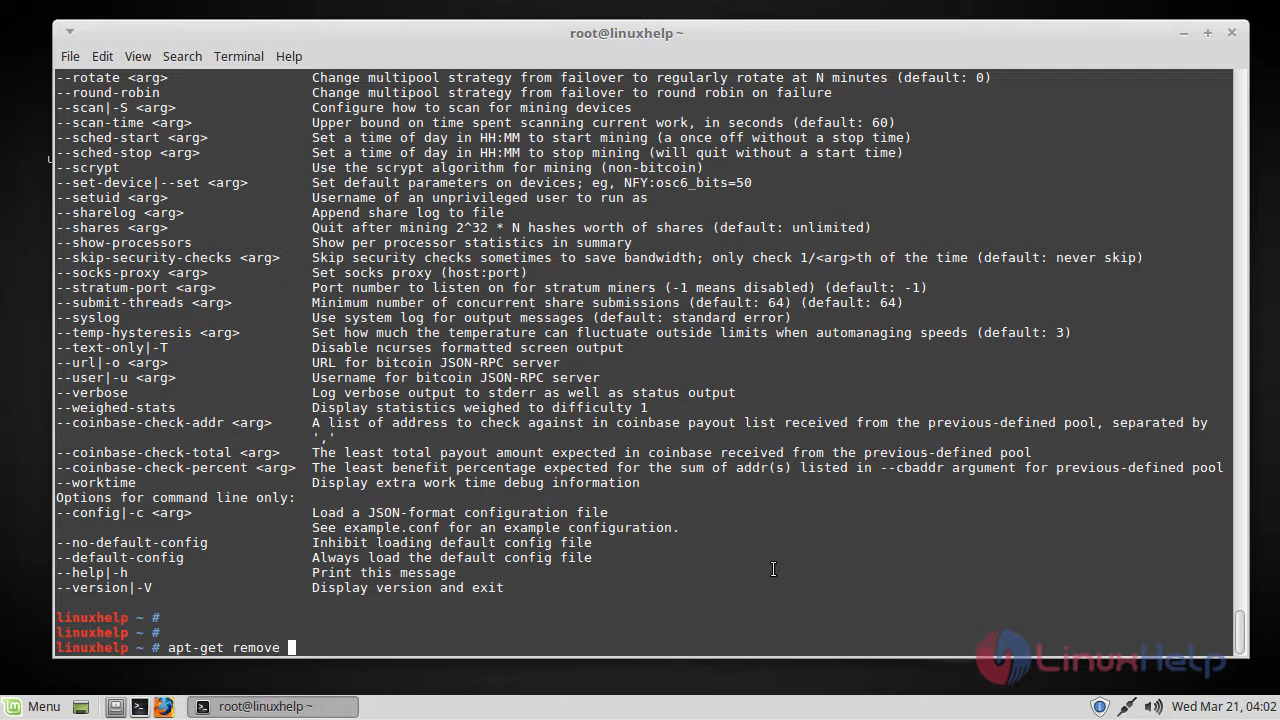 root@linuxhelp ~
File Edit View Search Terminal Help
--rotate <arg> Change multipool strategy from failover to regularly rotate at N minutes (default: 0)
--round-robin Change multipool strategy from failover to round robin on failure
--scan|-S <arg> Configure how to scan for mining devices
--scan-time <arg> Upper bound on time spent scanning current work, in seconds (default: 60)
--sched-start <arg> Set a time of day in HH:MM to start mining (a once off without a stop time)
--sched-stop <arg> Set a time of day in HH:MM to stop mining (will quit without a start time)
--scrypt Use the scrypt algorithm for mining (non-bitcoin)
--set-device|--set <arg> Set default parameters on devices; eg, NFY:osc6_bits=50
--setuid <arg> Username of an unprivileged user to run as
--sharelog <arg> Append share log to file
--shares <arg> Quit after mining 2^32 * N hashes worth of shares (default: unlimited)
--show-processors Show per processor statistics in summary
--skip-security-checks <arg> Skip security checks sometimes to save bandwidth; only check 1/<arg>th of the time (default: never skip)
--socks-proxy <arg> Set socks proxy (host:port)
--stratum-port <arg> Port number to listen on for stratum miners (-1 means disabled) (default: -1)
--submit-threads <arg> Minimum number of concurrent share submissions (default: 64) (default: 64)
--syslog Use system log for output messages (default: standard error)
--temp-hysteresis <arg> Set how much the temperature can fluctuate outside limits when automanaging speeds (default: 3)
--text-only|-T Disable ncurses formatted screen output
--url|-o <arg> URL for bitcoin JSON-RPC server
--user|-u <arg> Username for bitcoin JSON-RPC server
--verbose Log verbose output to stderr as well as status output
--weighed-stats Display statistics weighed to difficulty 1
--coinbase-check-addr <arg> A list of address to check against in coinbase payout list received from the previous-defined pool, separated by
','
--coinbase-check-total <arg> The least total payout amount expected in coinbase received from the previous-defined pool
--coinbase-check-percent <arg> The least benefit percentage expected for the sum of addr(s) listed in --cbaddr argument for previous-defined pool
--worktime Display extra work time debug information
Options for command line only:
--config|-c <arg> Load a JSON-format configuration file
See example.conf for an example configuration.
--no-default-config Inhibit loading default config file
--default-config Always load the default config file
--help|-h Print this message
--version|-V Display version and exit
linuxhelp ~ #
linuxhelp ~ #
linuxhelp ~ # apt-get remove
LinuxHelp
Menu root@linuxhelp ~ Wed Mar 21, 04:02